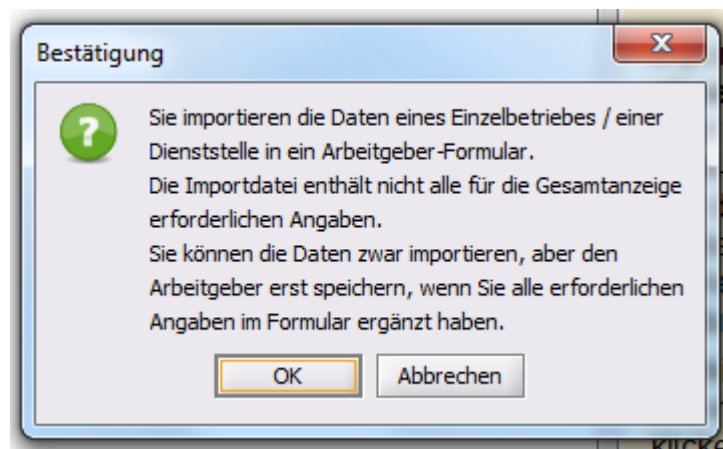 Bestätigung
Sie importieren die Daten eines Einzelbetriebes / einer
Dienststelle in ein Arbeitgeber-Formular.
Die Importdatei enthält nicht alle für die Gesamtanzeige
erforderlichen Angaben.
Sie können die Daten zwar importieren, aber den
Arbeitgeber erst speichern, wenn Sie alle erforderlichen
Angaben im Formular ergänzt haben.
OK
Abbrechen